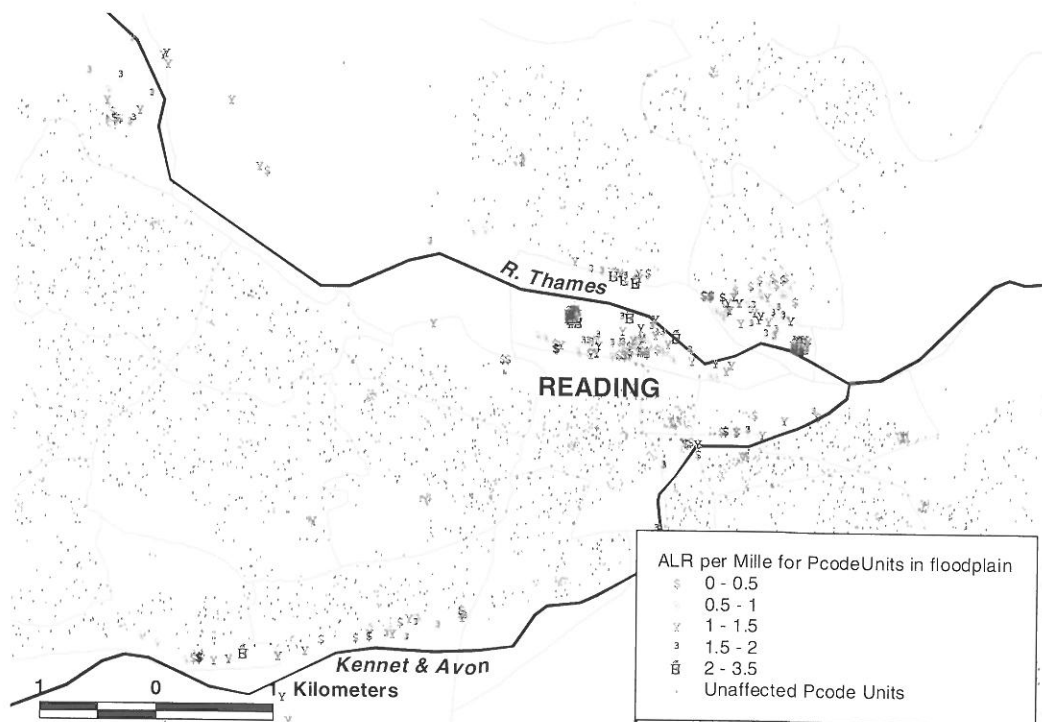 R. Thames
READING
Kennet & Avon
1 0 1 Kilometers
ALR per Mille for PcodeUnits in floodplain
$ 0 - 0.5
0.5 - 1
Y 1 - 1.5
3 1.5 - 2
2 - 3.5
Unaffected Pcode Units